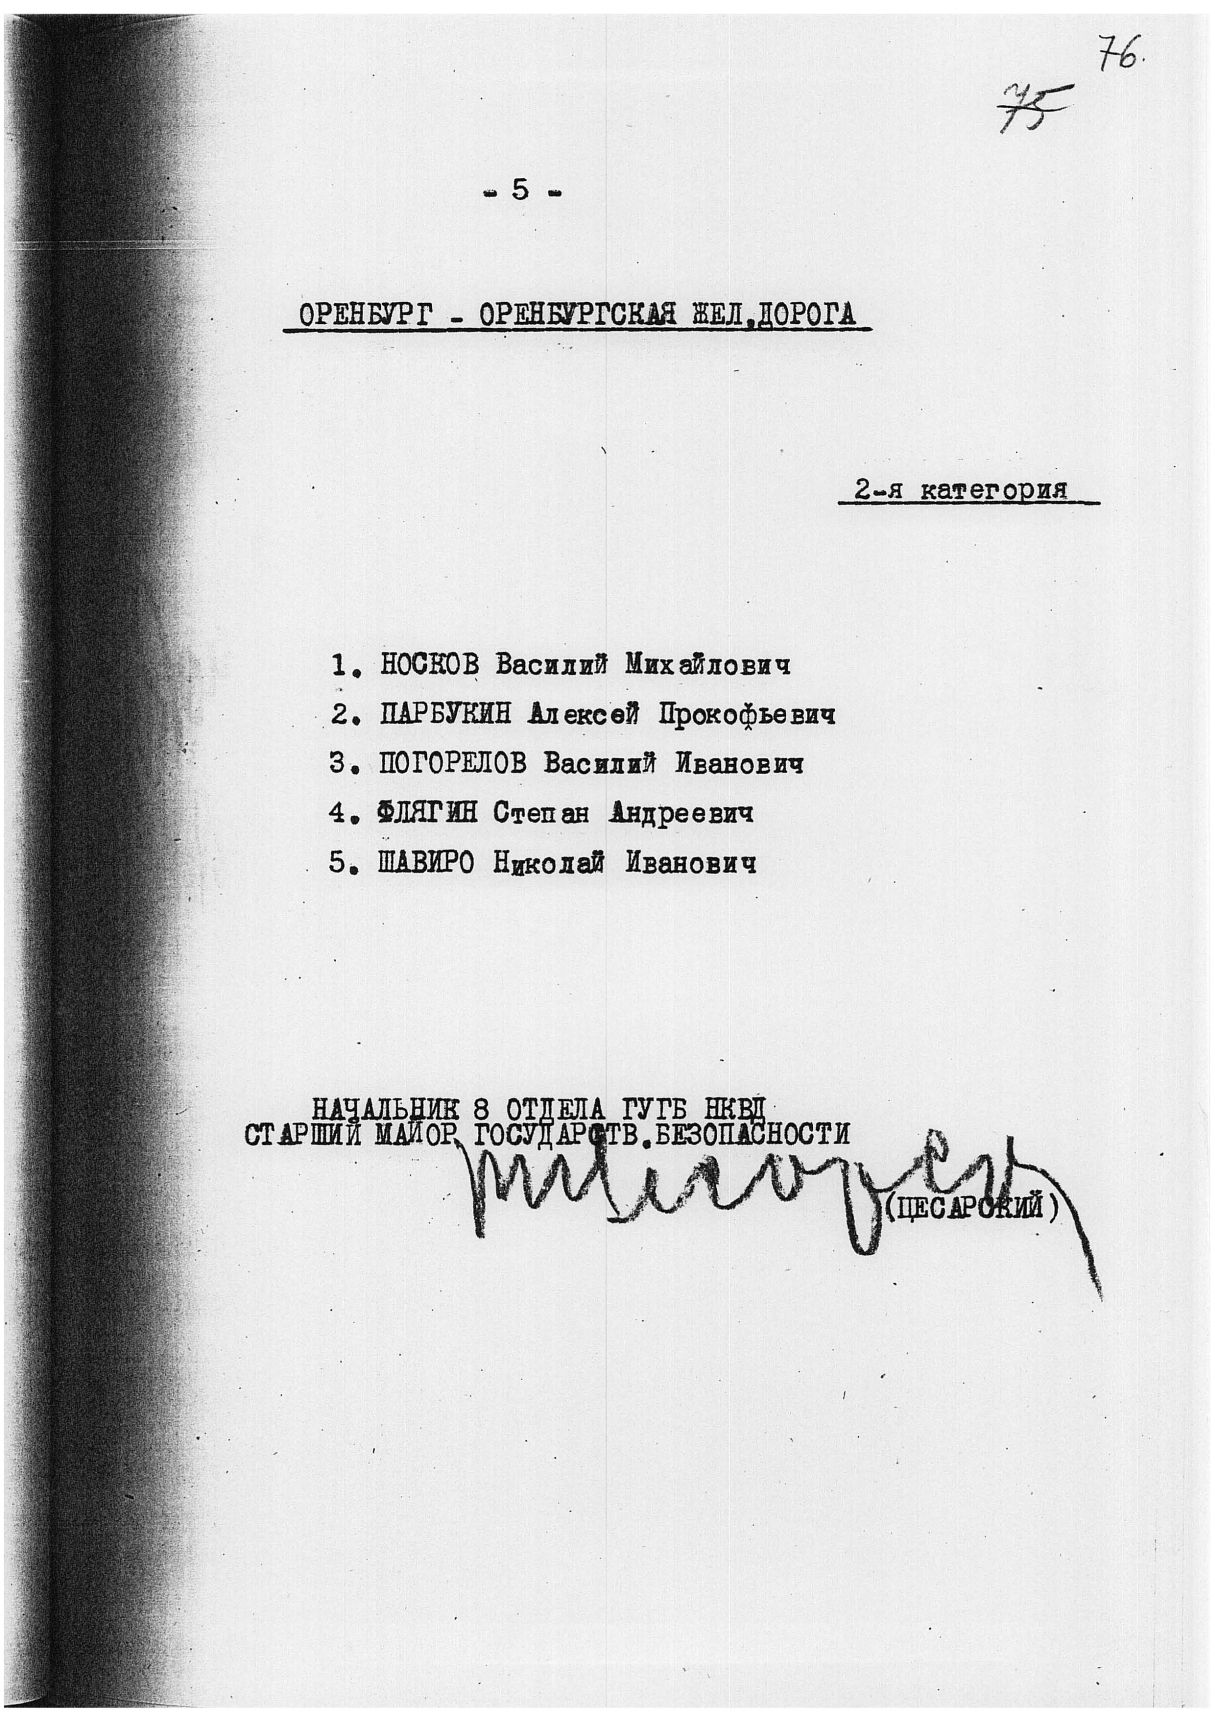 76.
75
- 5 -
ОРЕНБУРГ - ОРЕНБУРГСКАЯ ЖЕЛ.ДОРОГА
2-я категория
1. НОСКОВ Василий Михайлович
2. ПАРБУКИН Алексей Прокофьевич
3. ПОГОРЕЛОВ Василий Иванович
4. ФЛЯГИН Степан Андреевич
5. ШАВИРО Николай Иванович
НАЧАЛЬНИК 8 ОТДЕЛА ГУГБ НКВД
СТАРШИЙ МАЙОР ГОСУДАРСТВ.БЕЗОПАСНОСТИ
(ЦЕСАРСКИЙ)